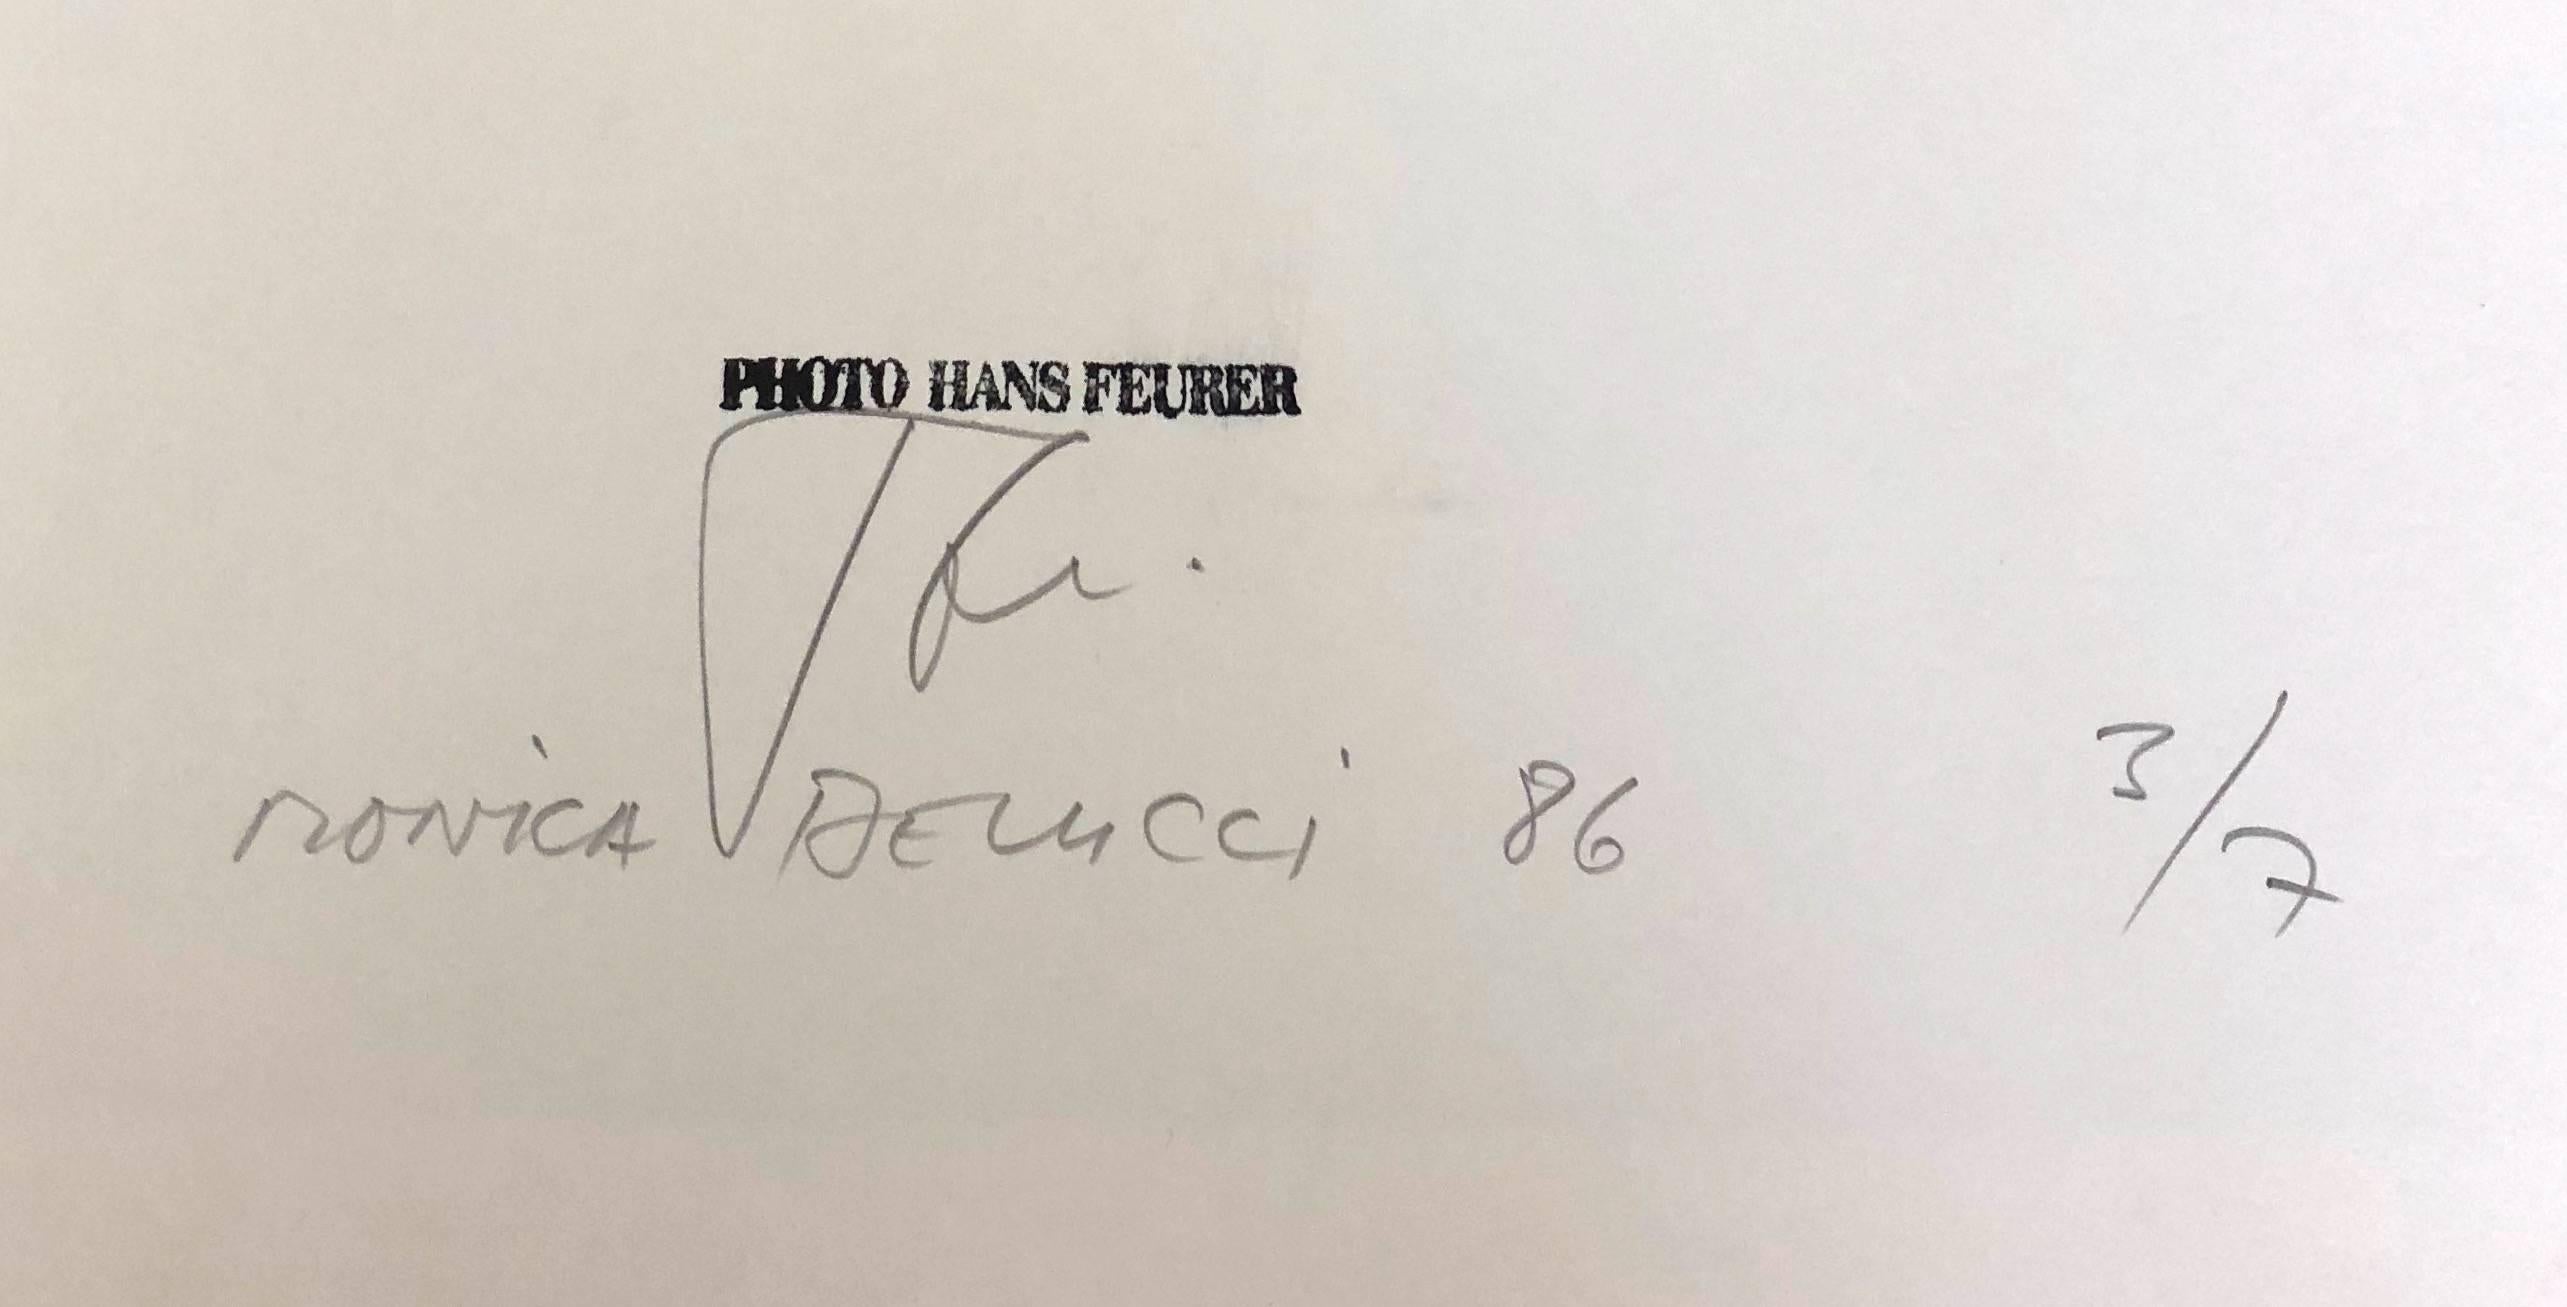 PHOTO HANS FEURER
MONICA BELLUCCI 86 3/7